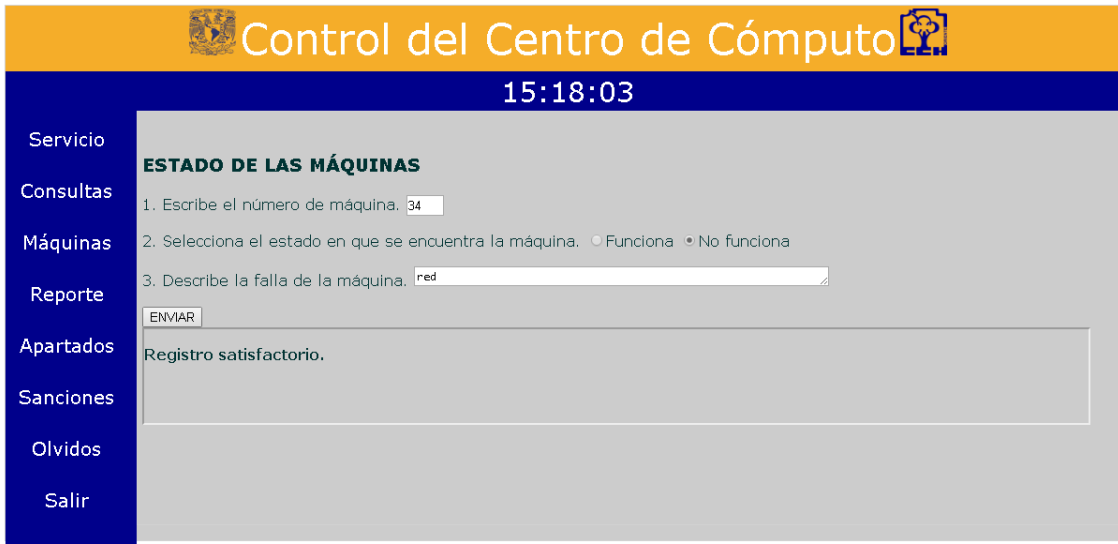 Control del Centro de Cómputo
CCH
15:18:03
Servicio
Consultas
Máquinas
Reporte
Apartados
Sanciones
Olvidos
Salir
ESTADO DE LAS MÁQUINAS
1. Escribe el número de máquina. 34
2. Selecciona el estado en que se encuentra la máquina. Funciona No funciona
3. Describe la falla de la máquina. red
ENVIAR
Registro satisfactorio.